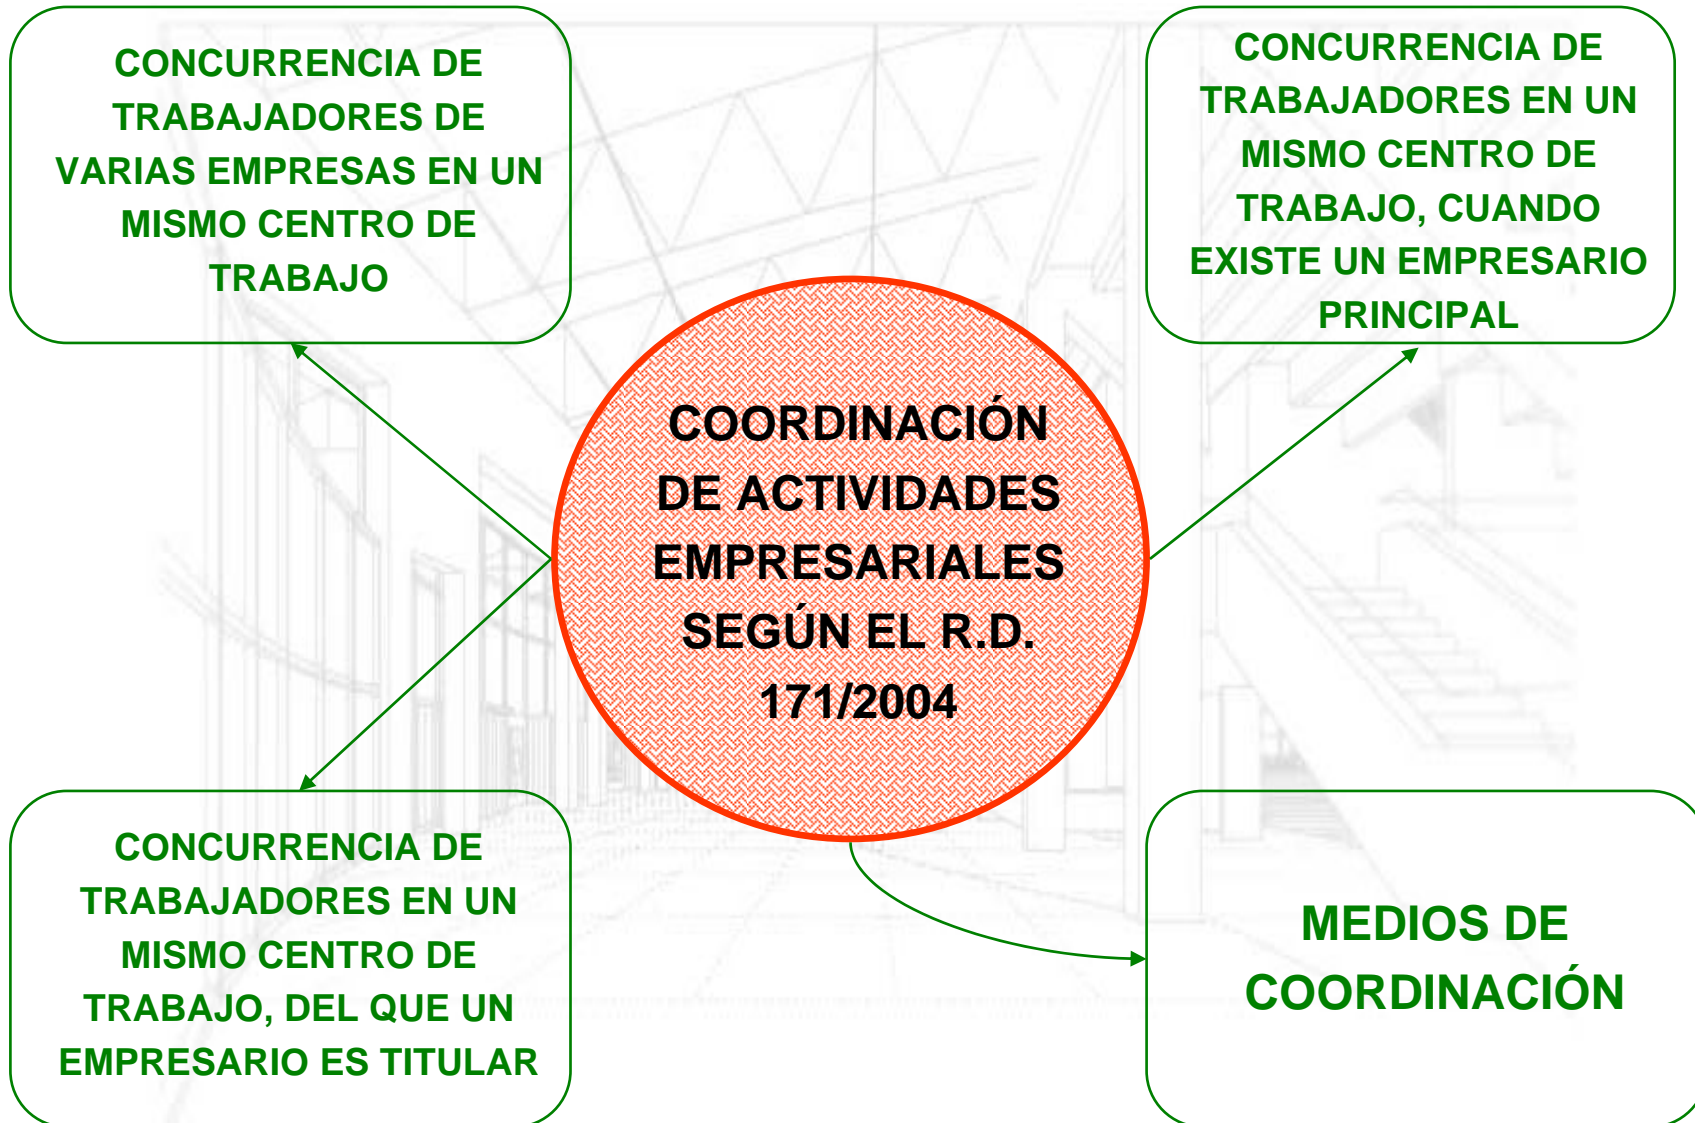 CONCURRENCIA DE
TRABAJADORES DE
VARIAS EMPRESAS EN UN
MISMO CENTRO DE
TRABAJO
CONCURRENCIA DE
TRABAJADORES EN UN
MISMO CENTRO DE
TRABAJO, CUANDO
EXISTE UN EMPRESARIO
PRINCIPAL
COORDINACIÓN
DE ACTIVIDADES
EMPRESARIALES
SEGÚN EL R.D.
171/2004
CONCURRENCIA DE
TRABAJADORES EN UN
MISMO CENTRO DE
TRABAJO, DEL QUE UN
EMPRESARIO ES TITULAR
MEDIOS DE
COORDINACIÓN